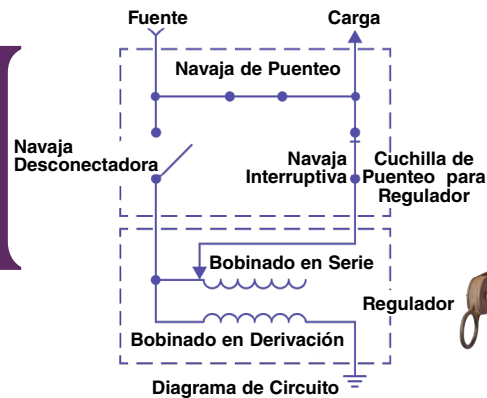 Fuente
Carga
Navaja de Puenteo
Navaja
Desconectadora
Navaja
Interruptiva
Cuchilla de
Puenteo para
Regulador
Bobinado en Serie
Regulador
Bobinado en Derivación
Diagrama de Circuito